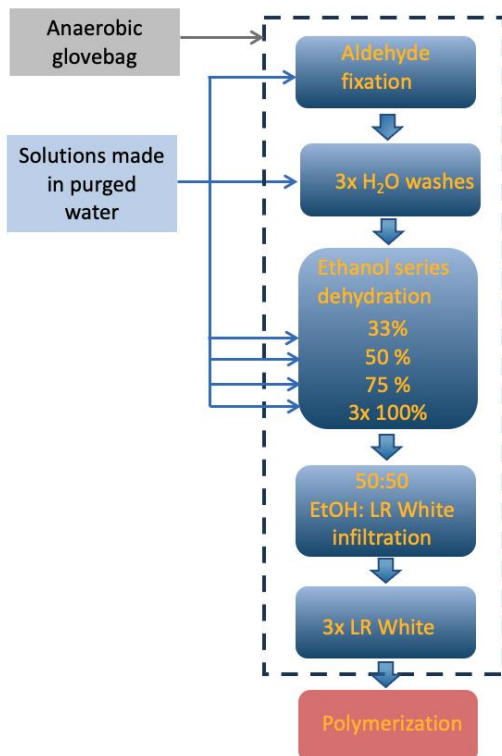 Anaerobic
glovebag
Aldehyde
fixation
Solutions made
in purged
water
3x H₂O washes
Ethanol series
dehydration
33%
50 %
75 %
3x 100%
50:50
EtOH: LR White
infiltration
3x LR White
Polymerization